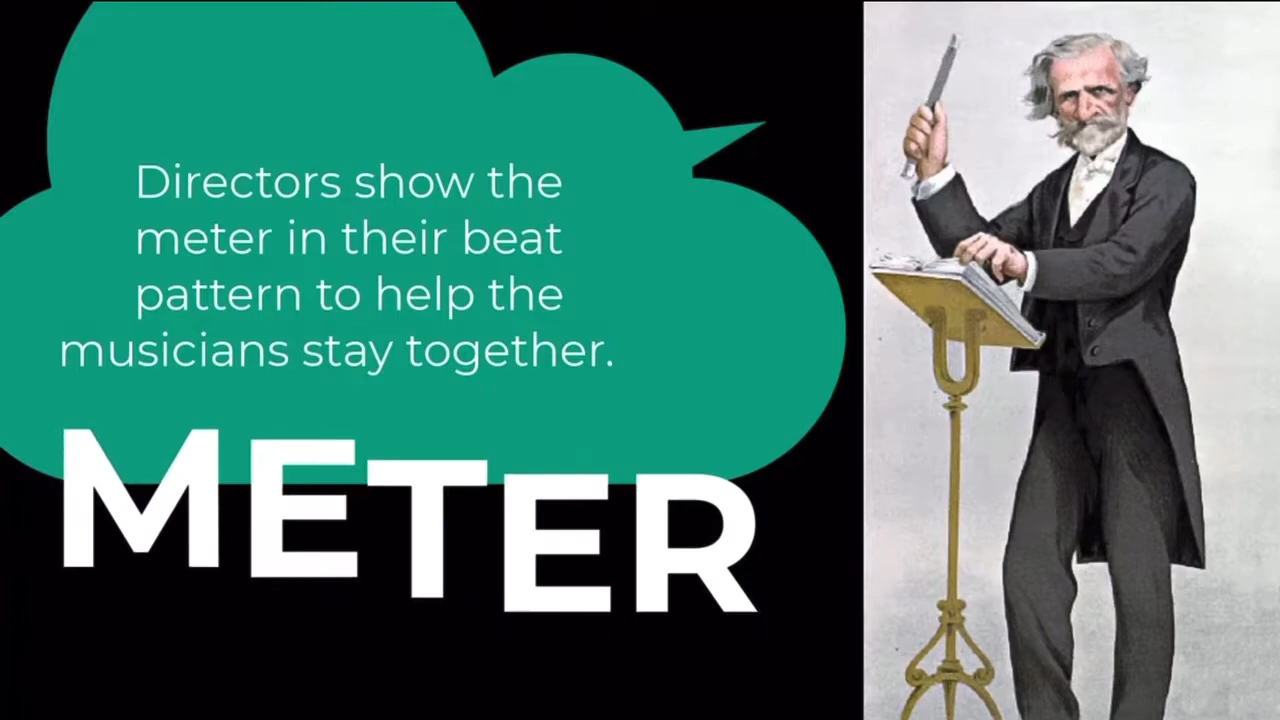 Directors show the
meter in their beat
pattern to help the
musicians stay together.
METER